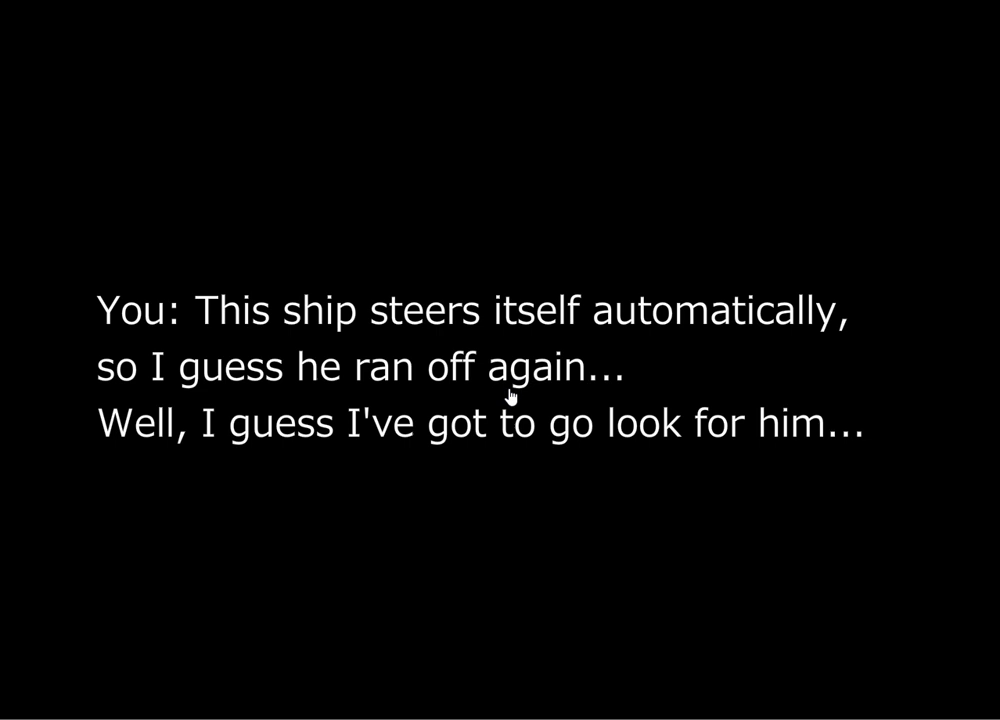 You: This ship steers itself automatically,
so I guess he ran off again...
Well, I guess I've got to go look for him...